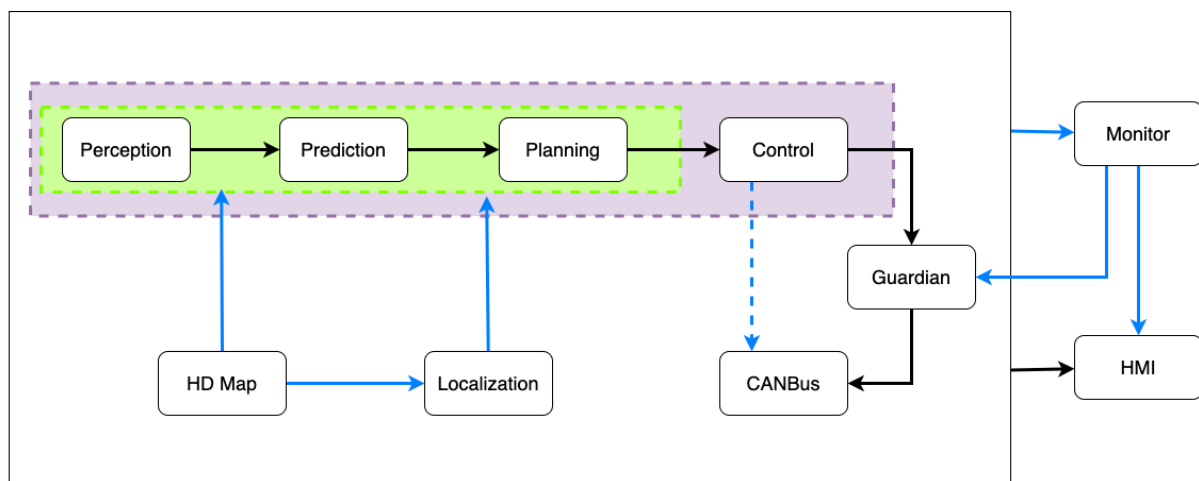 Perception
Prediction
Planning
Control
Monitor
Guardian
HD Map
Localization
CANBus
HMI